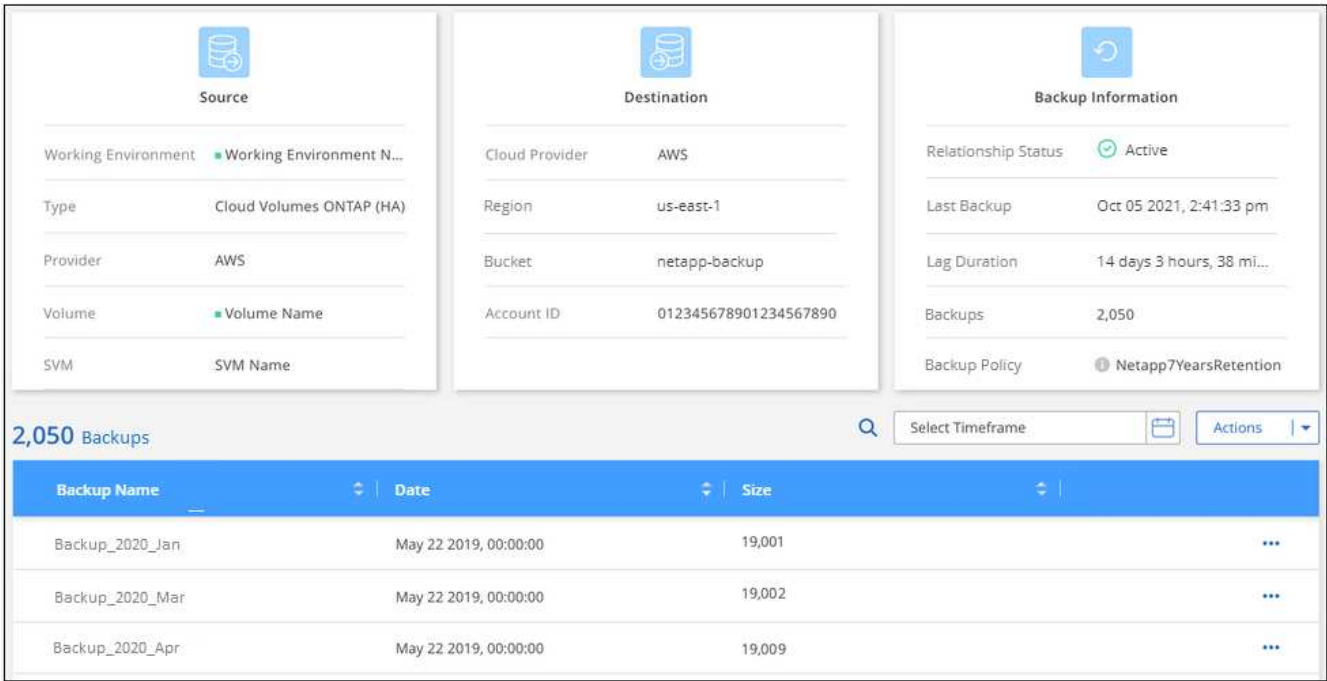 Source
Working Environment Working Environment N...
Type Cloud Volumes ONTAP (HA)
Provider AWS
Volume Volume Name
SVM SVM Name
Destination
Cloud Provider AWS
Region us-east-1
Bucket netapp-backup
Account ID 012345678901234567890
Backup Information
Relationship Status Active
Last Backup Oct 05 2021, 2:41:33 pm
Lag Duration 14 days 3 hours, 38 mi...
Backups 2,050
Backup Policy Netapp7YearsRetention
2,050 Backups
Select Timeframe
Actions
Backup Name Date Size
Backup_2020_Jan May 22 2019, 00:00:00 19,001
Backup_2020_Mar May 22 2019, 00:00:00 19,002
Backup_2020_Apr May 22 2019, 00:00:00 19,009